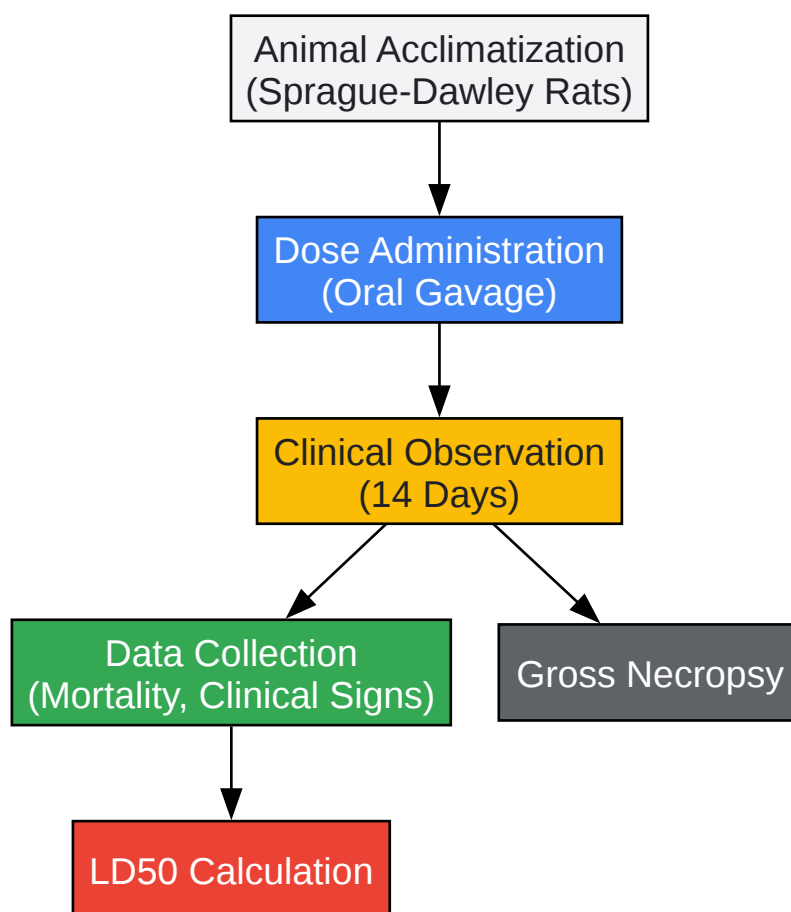 Animal Acclimatization
(Sprague-Dawley Rats)
Dose Administration
(Oral Gavage)
Clinical Observation
(14 Days)
Data Collection
(Mortality, Clinical Signs)
Gross Necropsy
LD50 Calculation